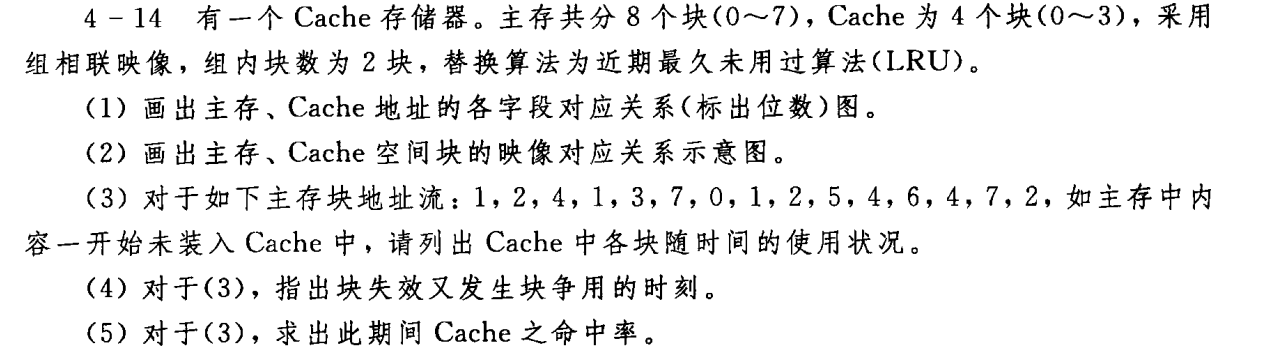 4-14 有一个 Cache 存储器。主存共分 8 个块(0～7)，Cache 为 4 个块(0～3)，采用
组相联映像，组内块数为 2 块，替换算法为近期最久未用过算法(LRU)。
(1) 画出主存、Cache 地址的各字段对应关系(标出位数)图。
(2) 画出主存、Cache 空间块的映像对应关系示意图。
(3) 对于如下主存块地址流：1，2，4，1，3，7，0，1，2，5，4，6，4，7，2，如主存中内
容一开始未装入 Cache 中，请列出 Cache 中各块随时间的使用状况。
(4) 对于(3)，指出块失效又发生块争用的时刻。
(5) 对于(3)，求出此期间 Cache 之命中率。